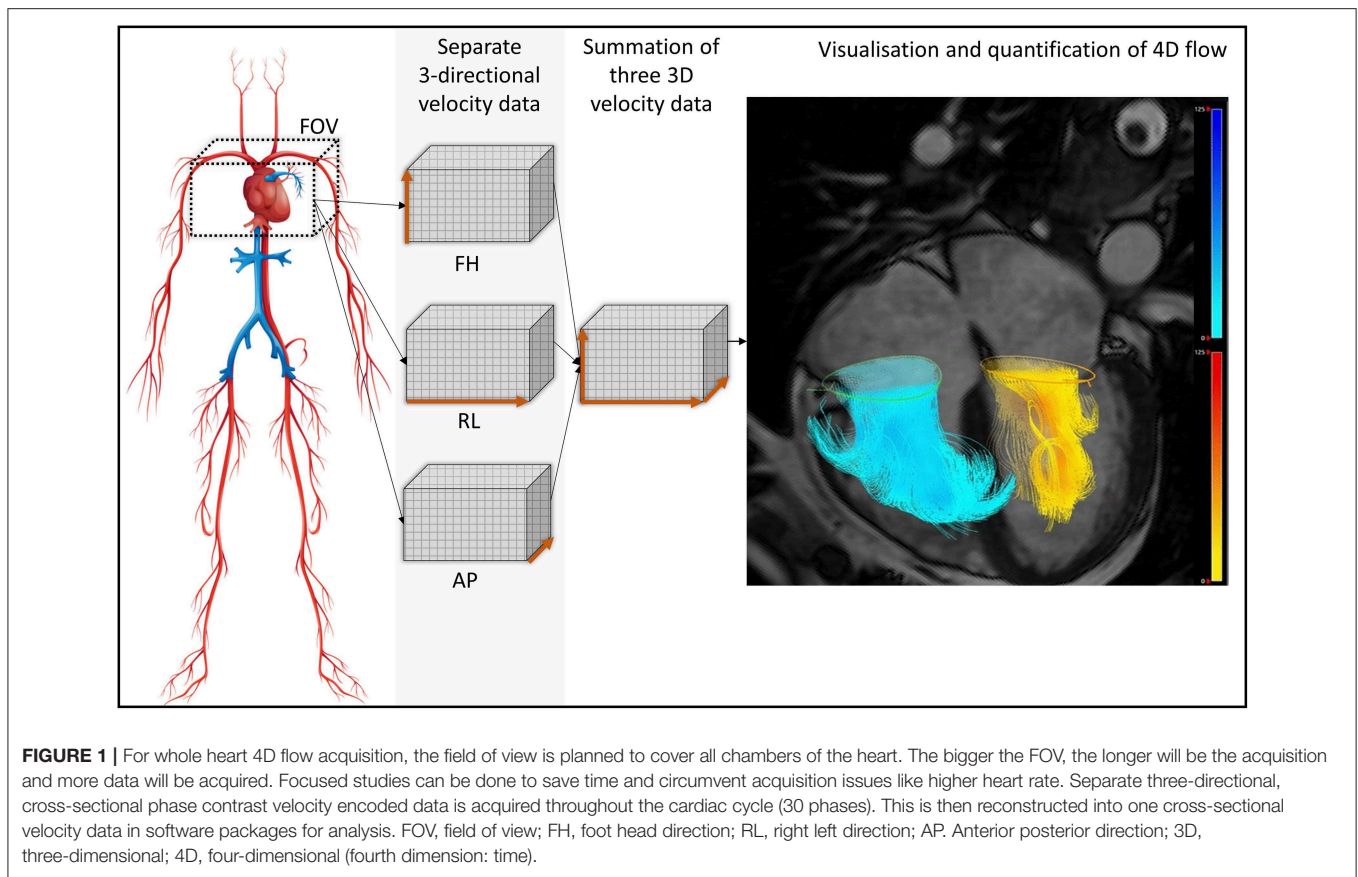 Separate
3-directional
velocity data
Summation of
three 3D
velocity data
Visualisation and quantification of 4D flow
FOV
FH
RL
AP
125
0
125
0
FIGURE 1 | For whole heart 4D flow acquisition, the field of view is planned to cover all chambers of the heart. The bigger the FOV, the longer will be the acquisition
and more data will be acquired. Focused studies can be done to save time and circumvent acquisition issues like higher heart rate. Separate three-directional,
cross-sectional phase contrast velocity encoded data is acquired throughout the cardiac cycle (30 phases). This is then reconstructed into one cross-sectional
velocity data in software packages for analysis. FOV, field of view; FH, foot head direction; RL, right left direction; AP. Anterior posterior direction; 3D,
three-dimensional; 4D, four-dimensional (fourth dimension: time).